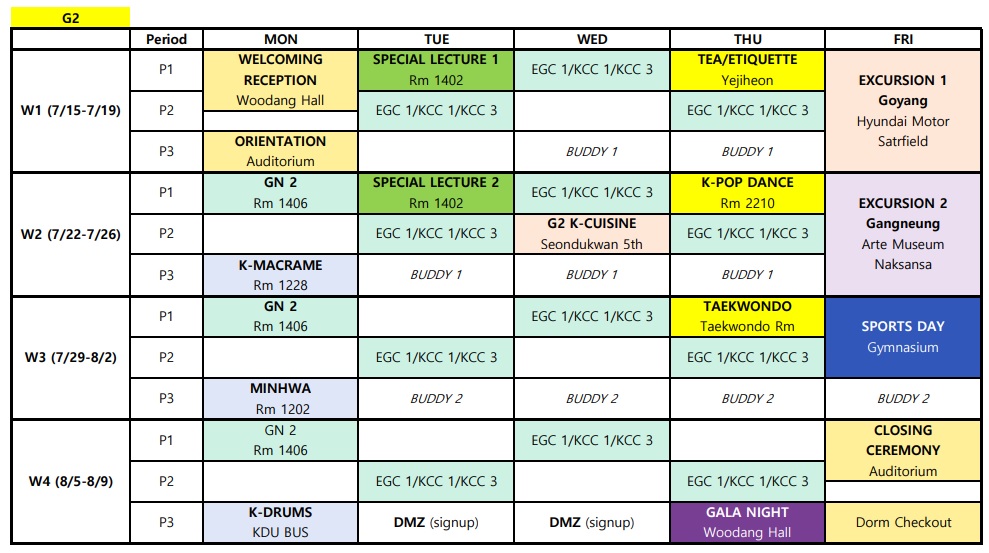 G2
Period MON TUE WED THU FRI
W1 (7/15-7/19)
P1
WELCOMING
RECEPTION
Woodang Hall
SPECIAL LECTURE 1
Rm 1402
EGC 1/KCC 1/KCC 3
TEA/ETIQUETTE
Yejiheon
EXCURSION 1
Goyang
Hyundai Motor
Satrfield
P2
EGC 1/KCC 1/KCC 3
EGC 1/KCC 1/KCC 3
P3
ORIENTATION
Auditorium
BUDDY 1
BUDDY 1
W2 (7/22-7/26)
P1
GN 2
Rm 1406
SPECIAL LECTURE 2
Rm 1402
EGC 1/KCC 1/KCC 3
K-POP DANCE
Rm 2210
EXCURSION 2
Gangneung
Arte Museum
Naksansa
P2
EGC 1/KCC 1/KCC 3
G2 K-CUISINE
Seondukwan 5th
EGC 1/KCC 1/KCC 3
P3
K-MACRAME
Rm 1228
BUDDY 1
BUDDY 1
BUDDY 1
W3 (7/29-8/2)
P1
GN 2
Rm 1406
EGC 1/KCC 1/KCC 3
TAEKWONDO
Taekwondo Rm
SPORTS DAY
Gymnasium
P2
EGC 1/KCC 1/KCC 3
EGC 1/KCC 1/KCC 3
P3
MINHWA
Rm 1202
BUDDY 2
BUDDY 2
BUDDY 2
BUDDY 2
W4 (8/5-8/9)
P1
GN 2
Rm 1406
EGC 1/KCC 1/KCC 3
CLOSING
CEREMONY
Auditorium
P2
EGC 1/KCC 1/KCC 3
EGC 1/KCC 1/KCC 3
P3
K-DRUMS
KDU BUS
DMZ (signup)
DMZ (signup)
GALA NIGHT
Woodang Hall
Dorm Checkout